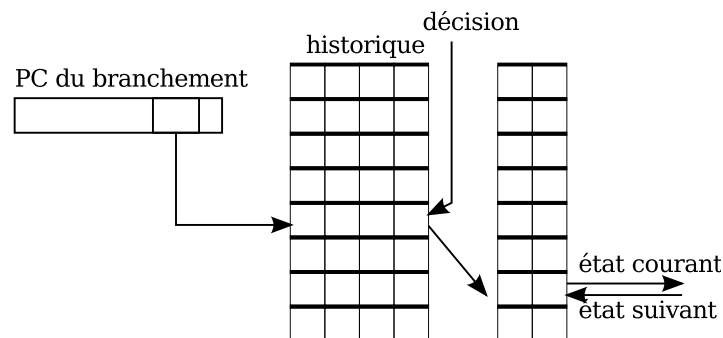 décision
historique
PC du branchement
état courant
état suivant